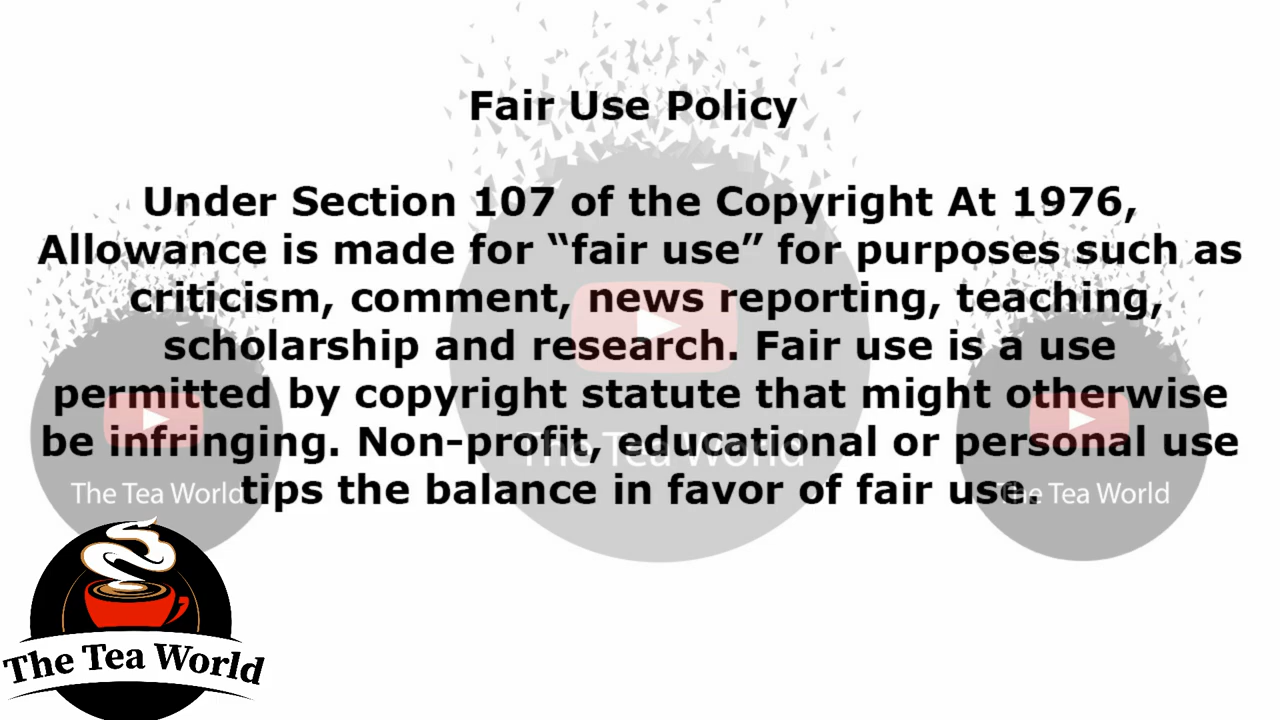 Fair Use Policy
Under Section 107 of the Copyright At 1976,
Allowance is made for “fair use” for purposes such as
criticism, comment, news reporting, teaching,
scholarship and research. Fair use is a use
permitted by copyright statute that might otherwise
be infringing. Non-profit, educational or personal use
tips the balance in favor of fair use.
The Tea World
The Tea World
The Tea World
The Tea World